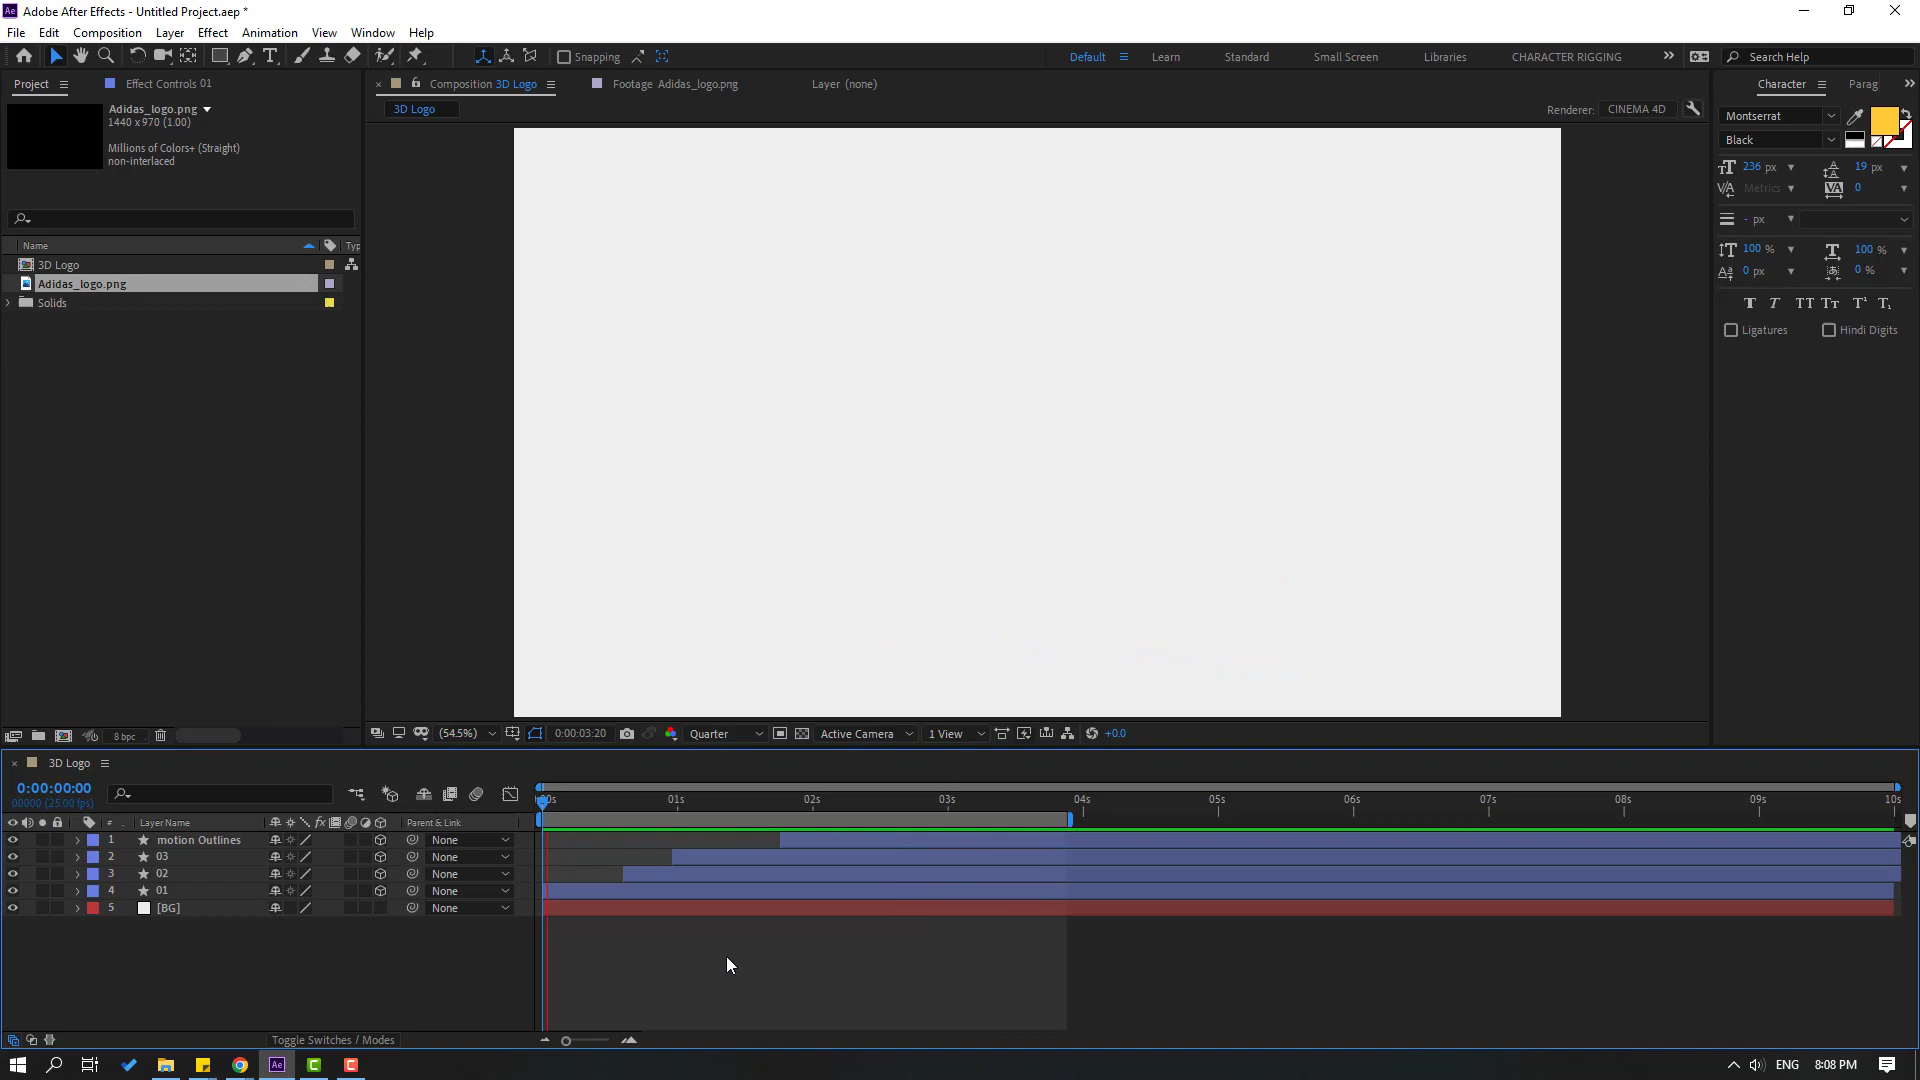 Adobe After Effects - Untitled Project.aep *
File Edit Composition Layer Effect Animation View Window Help
Snapping
Default Learn Standard Small Screen Libraries CHARACTER RIGGING Search Help
Project Effect Controls 01
Composition 3D Logo Footage Adidas_logo.png Layer (none)
Character Parag
Adidas_logo.png
1440 x 970 (1.00)
Millions of Colors+ (Straight)
non-interlaced
3D Logo
Renderer: CINEMA 4D
Montserrat
Black
236 px 19 px
Metrics 0
- px
100 % 100 %
0 px 0 %
Ligatures Hindi Digits
Name Typ
3D Logo
Adidas_logo.png
Solids
8 bpc
(54.5%) 0:00:03:20 Quarter Active Camera 1 View +0.0
3D Logo
0:00:00:00
00000 (25.00 fps)
00s 01s 02s 03s 04s 05s 06s 07s 08s 09s 10s
# Layer Name fx Parent & Link
1 motion Outlines None
2 03 None
3 02 None
4 01 None
5 [BG] None
Toggle Switches / Modes
Ae
ENG 8:08 PM